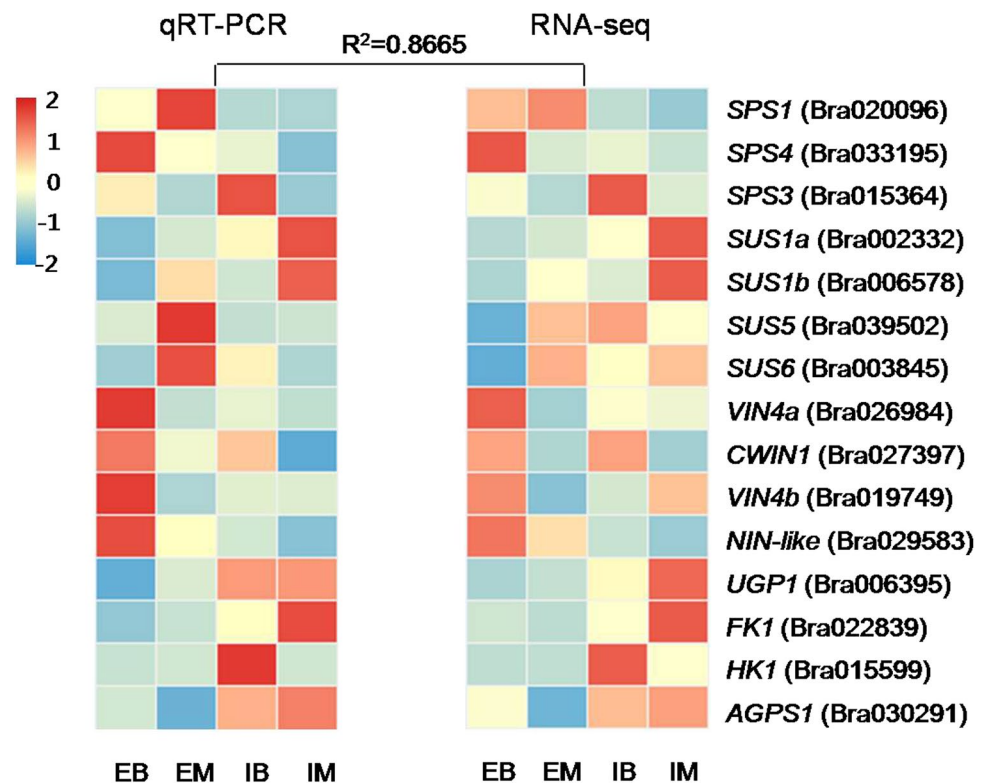 qRT-PCR RNA-seq
R²=0.8665
2
1
0
-1
-2
SPS1 (Bra020096)
SPS4 (Bra033195)
SPS3 (Bra015364)
SUS1a (Bra002332)
SUS1b (Bra006578)
SUS5 (Bra039502)
SUS6 (Bra003845)
VIN4a (Bra026984)
CWIN1 (Bra027397)
VIN4b (Bra019749)
NIN-like (Bra029583)
UGP1 (Bra006395)
FK1 (Bra022839)
HK1 (Bra015599)
AGPS1 (Bra030291)
EB EM IB IM EB EM IB IM